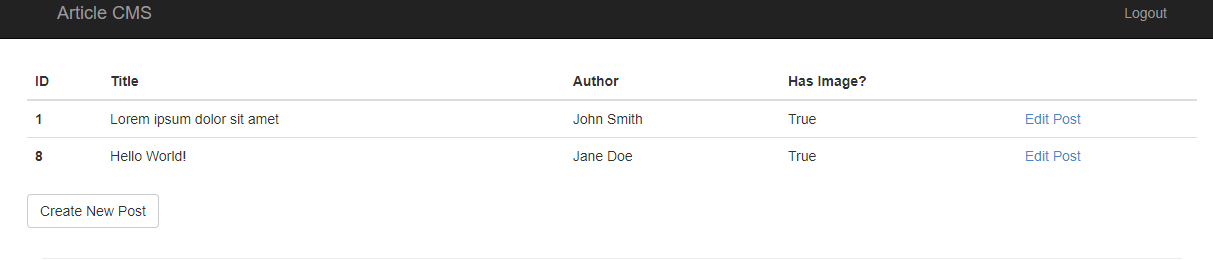 Article CMS Logout
ID Title Author Has Image?
1 Lorem ipsum dolor sit amet John Smith True Edit Post
8 Hello World! Jane Doe True Edit Post
Create New Post